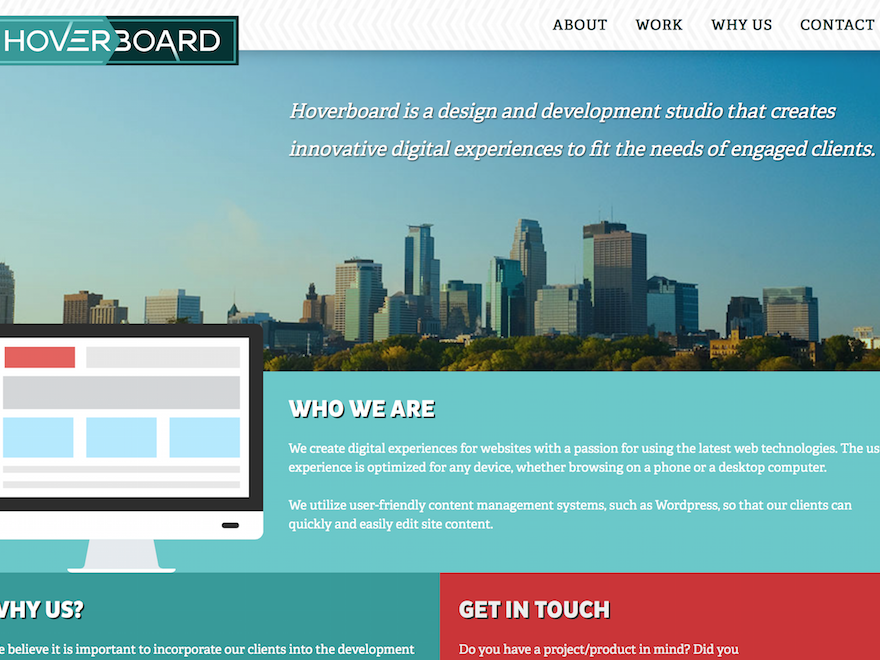 HOVERBOARD
ABOUT WORK WHY US CONTACT
Hoverboard is a design and development studio that creates
innovative digital experiences to fit the needs of engaged clients.
WHO WE ARE
We create digital experiences for websites with a passion for using the latest web technologies. The us
experience is optimized for any device, whether browsing on a phone or a desktop computer.
We utilize user-friendly content management systems, such as Wordpress, so that our clients can
quickly and easily edit site content.
WHY US?
e believe it is important to incorporate our clients into the development
GET IN TOUCH
Do you have a project/product in mind? Did you